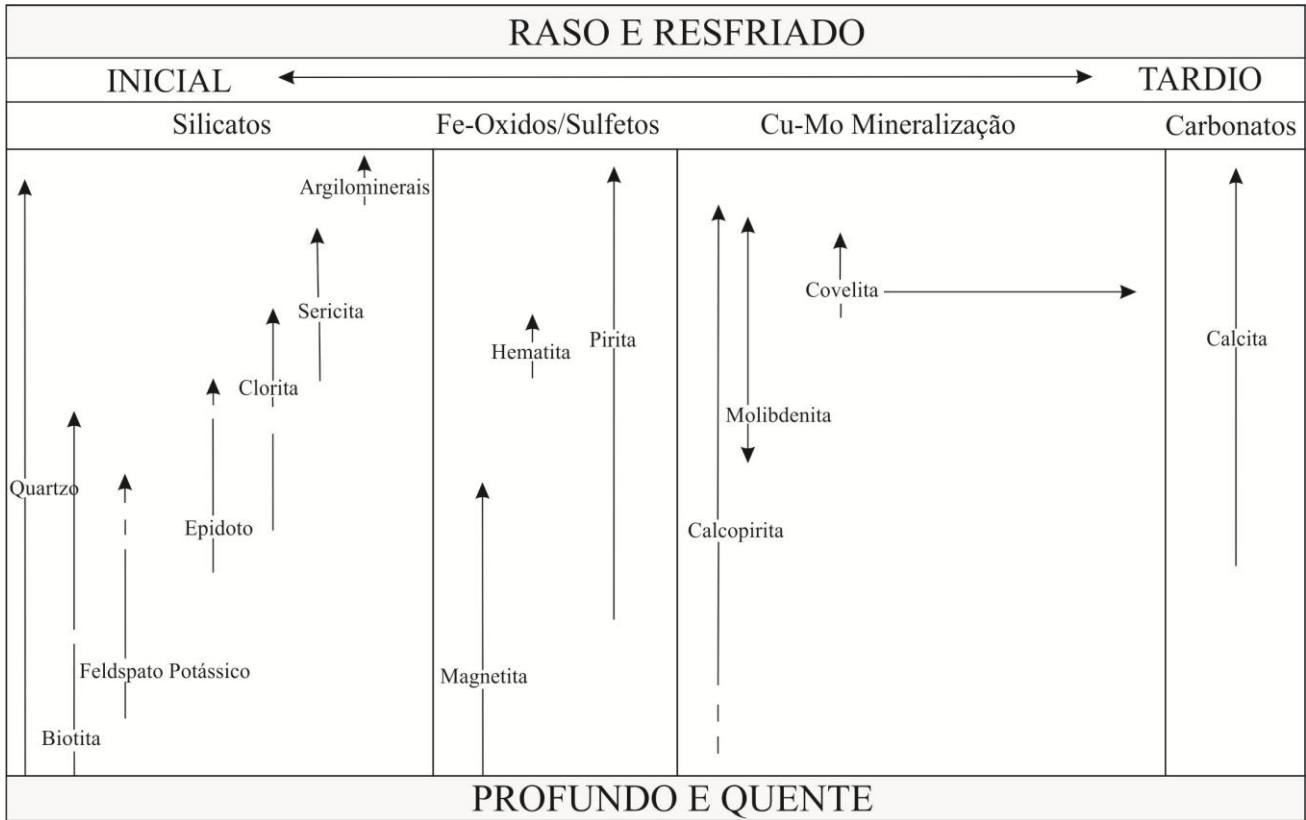 RASO E RESFRIADO
INICIAL TARDIO
Silicatos Fe-Oxidos/Sulfetos Cu-Mo Mineralização Carbonatos
Argilominerais
Sericita
Clorita
Quartzo
Epidoto
Feldspato Potássico
Biotita
Hematita
Pirita
Magnetita
Covelita
Molibdenita
Calcopirita
Calcita
PROFUNDO E QUENTE